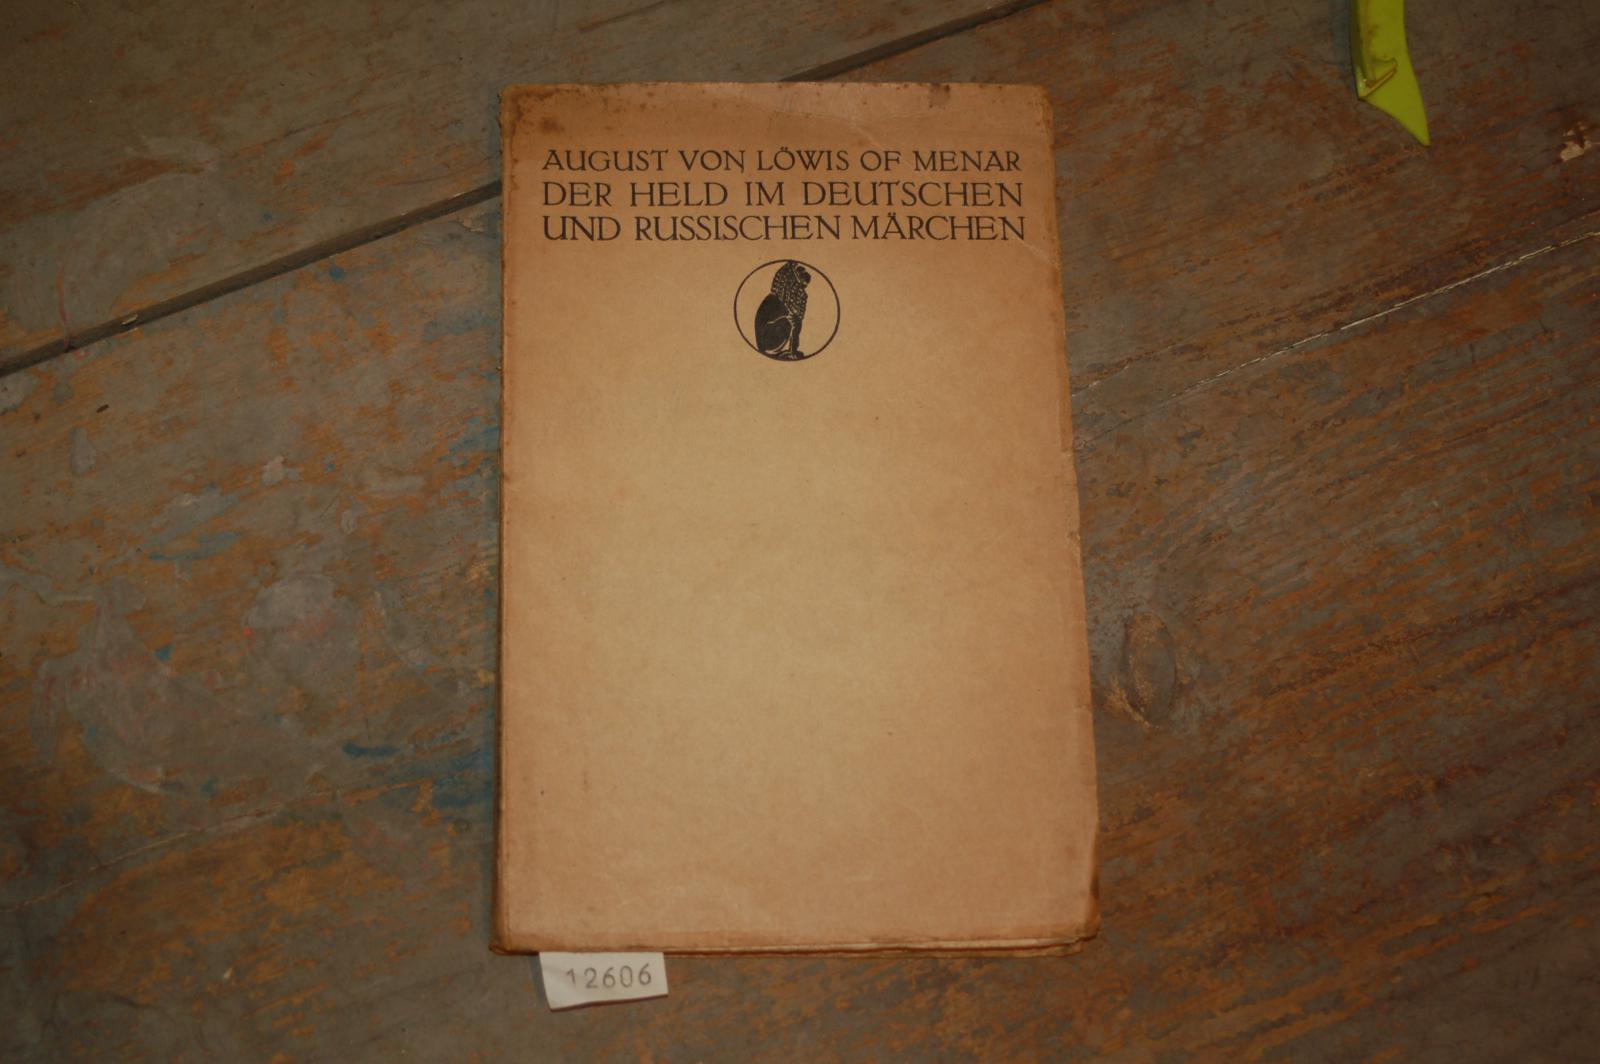 AUGUST VON LÖWIS OF MENAR
DER HELD IM DEUTSCHEN
UND RUSSISCHEN MÄRCHEN
12606